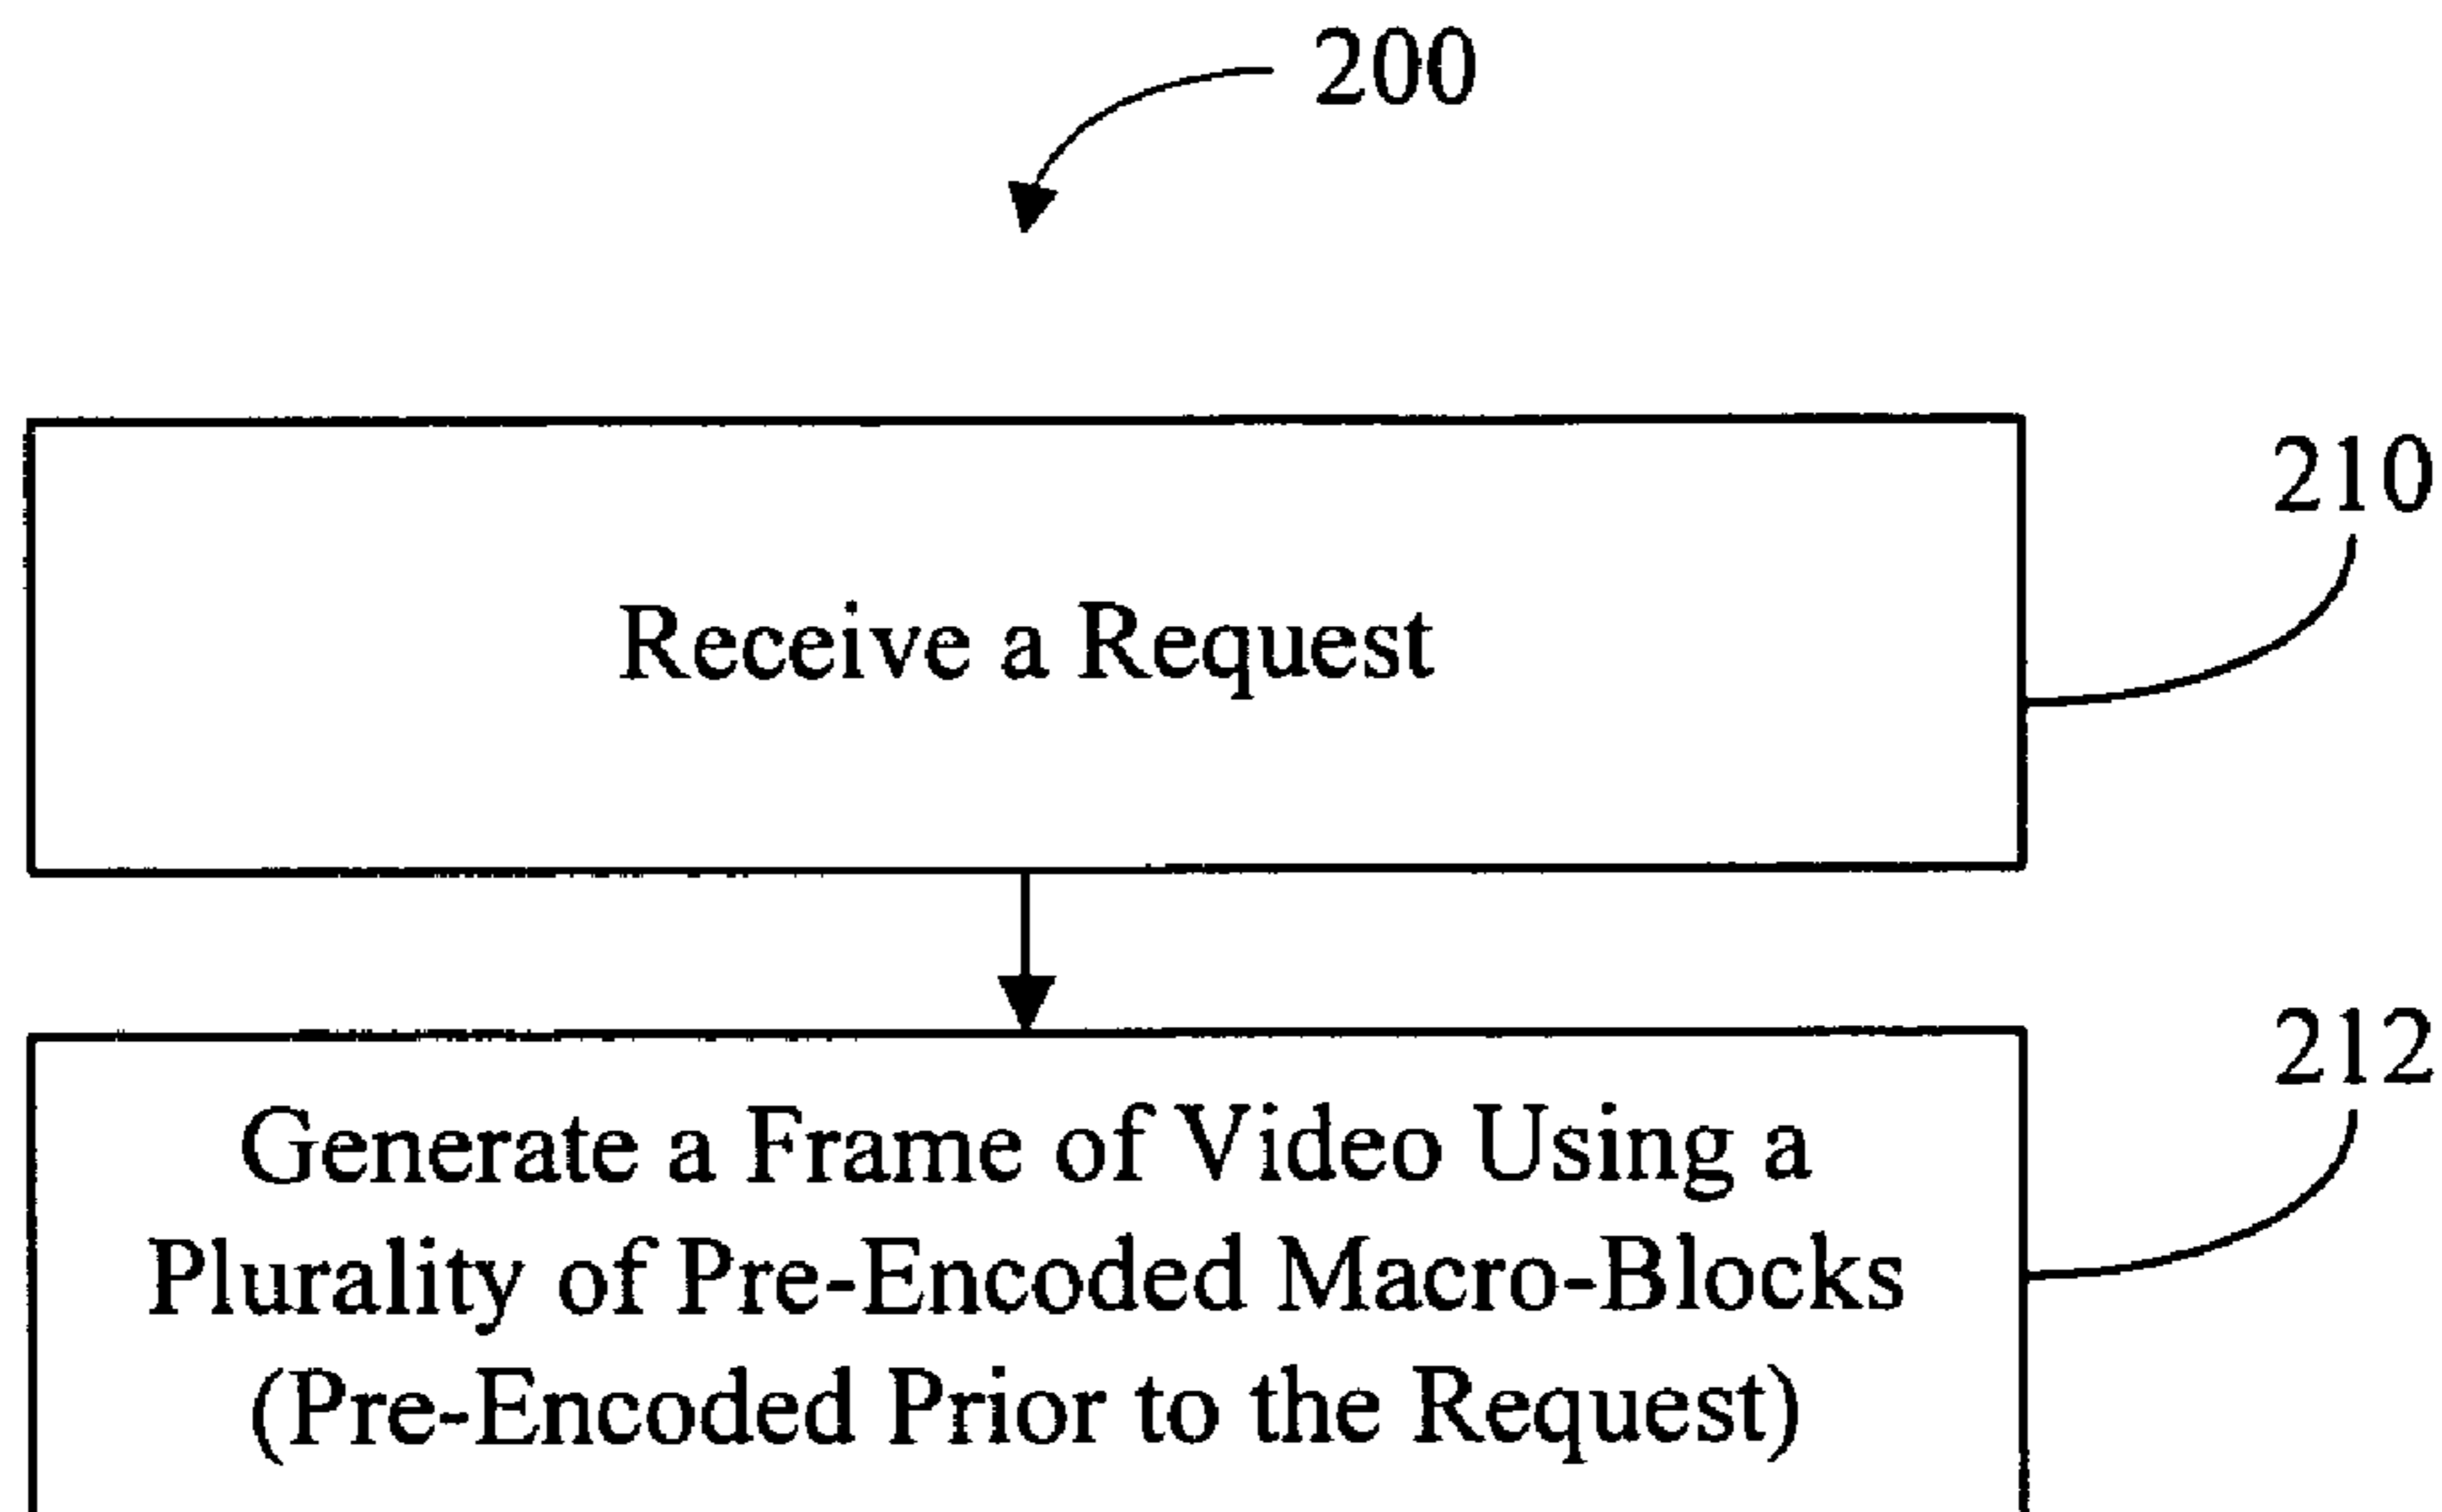 200
210
Receive a Request
212
Generate a Frame of Video Using a
Plurality of Pre-Encoded Macro-Blocks
(Pre-Encoded Prior to the Request)